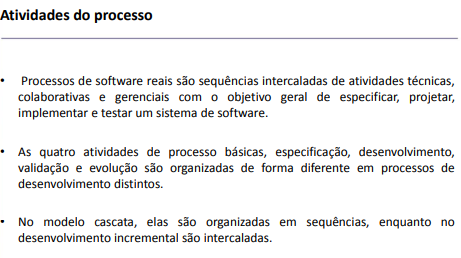 Atividades do processo
• Processos de software reais são sequências intercaladas de atividades técnicas,
colaborativas e gerenciais com o objetivo geral de especificar, projetar,
implementar e testar um sistema de software.
• As quatro atividades de processo básicas, especificação, desenvolvimento,
validação e evolução são organizadas de forma diferente em processos de
desenvolvimento distintos.
• No modelo cascata, elas são organizadas em sequências, enquanto no
desenvolvimento incremental são intercaladas.